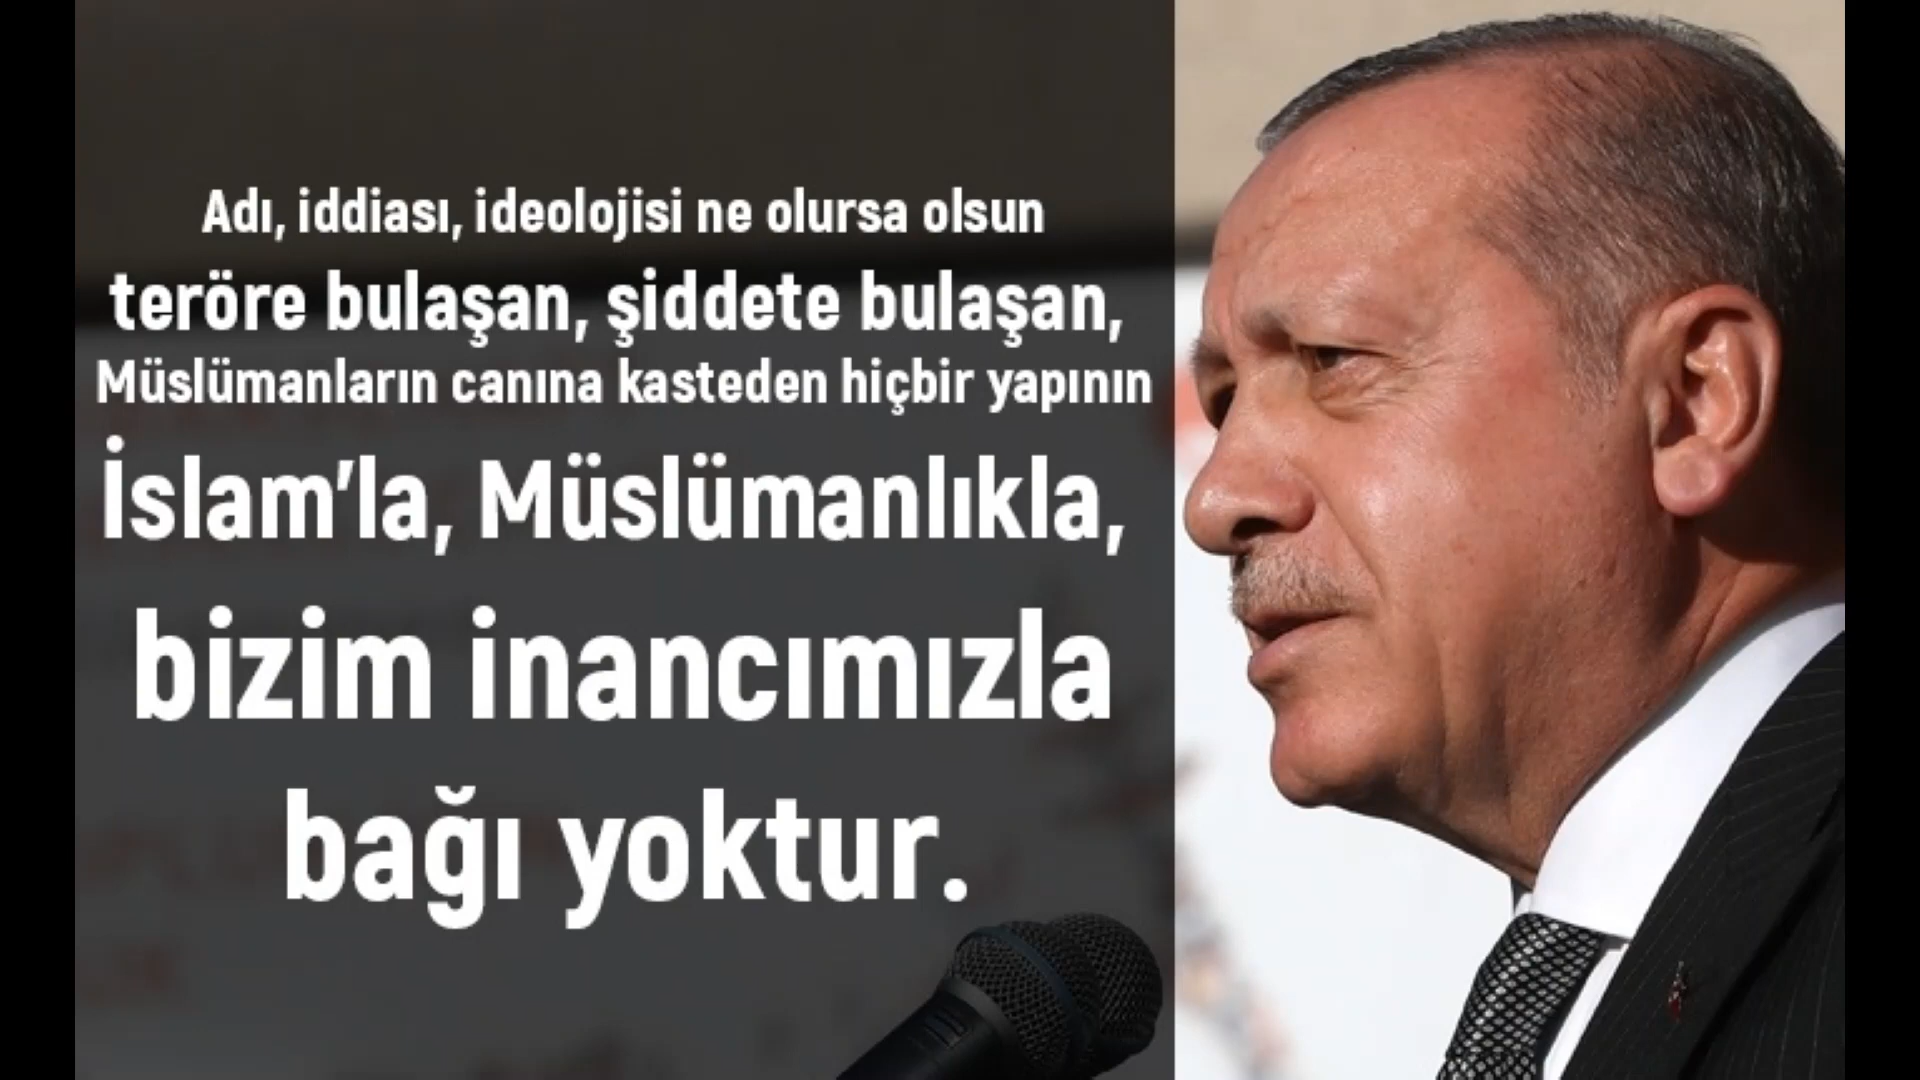 Adı, iddiası, ideolojisi ne olursa olsun
teröre bulaşan, şiddete bulaşan,
Müslümanların canına kasteden hiçbir yapının
İslam’la, Müslümanlıkla,
bizim inancımızla
bağı yoktur.